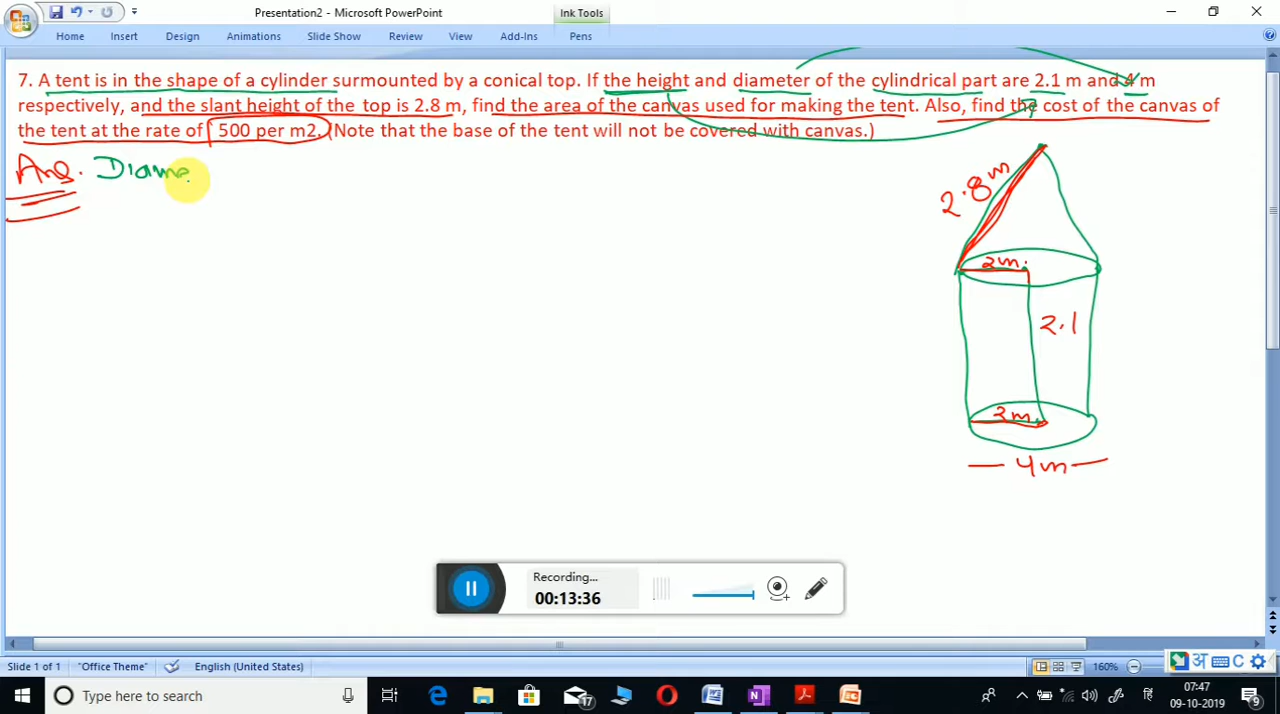 Presentation2 - Microsoft PowerPoint
Ink Tools
Home Insert Design Animations Slide Show Review View Add-Ins Pens
7. A tent is in the shape of a cylinder surmounted by a conical top. If the height and diameter of the cylindrical part are 2.1 m and 4 m
respectively, and the slant height of the top is 2.8 m, find the area of the canvas used for making the tent. Also, find the cost of the canvas of
the tent at the rate of 500 per m2. (Note that the base of the tent will not be covered with canvas.)
Ans. Diame
2.8m
2m.
2.1
2m.
4m
Recording...
00:13:36
Slide 1 of 1 "Office Theme" English (United States) 160%
अ C
Type here to search
17
हि
07:47
09-10-2019
9